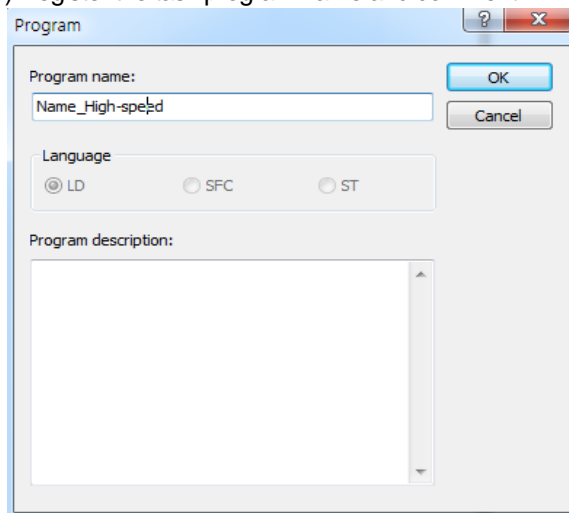 Program
Program name:
OK
Name_High-speed
Cancel
Language
LD SFC ST
Program description: